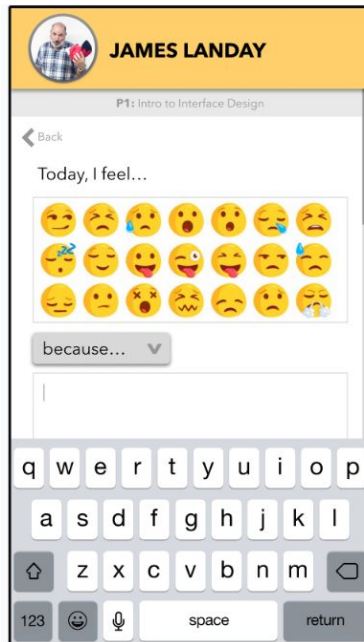 JAMES LANDAY
P1: Intro to Interface Design
Back
Today, I feel...
because...
q w e r t y u i o p
a s d f g h j k l
z x c v b n m
123 space return